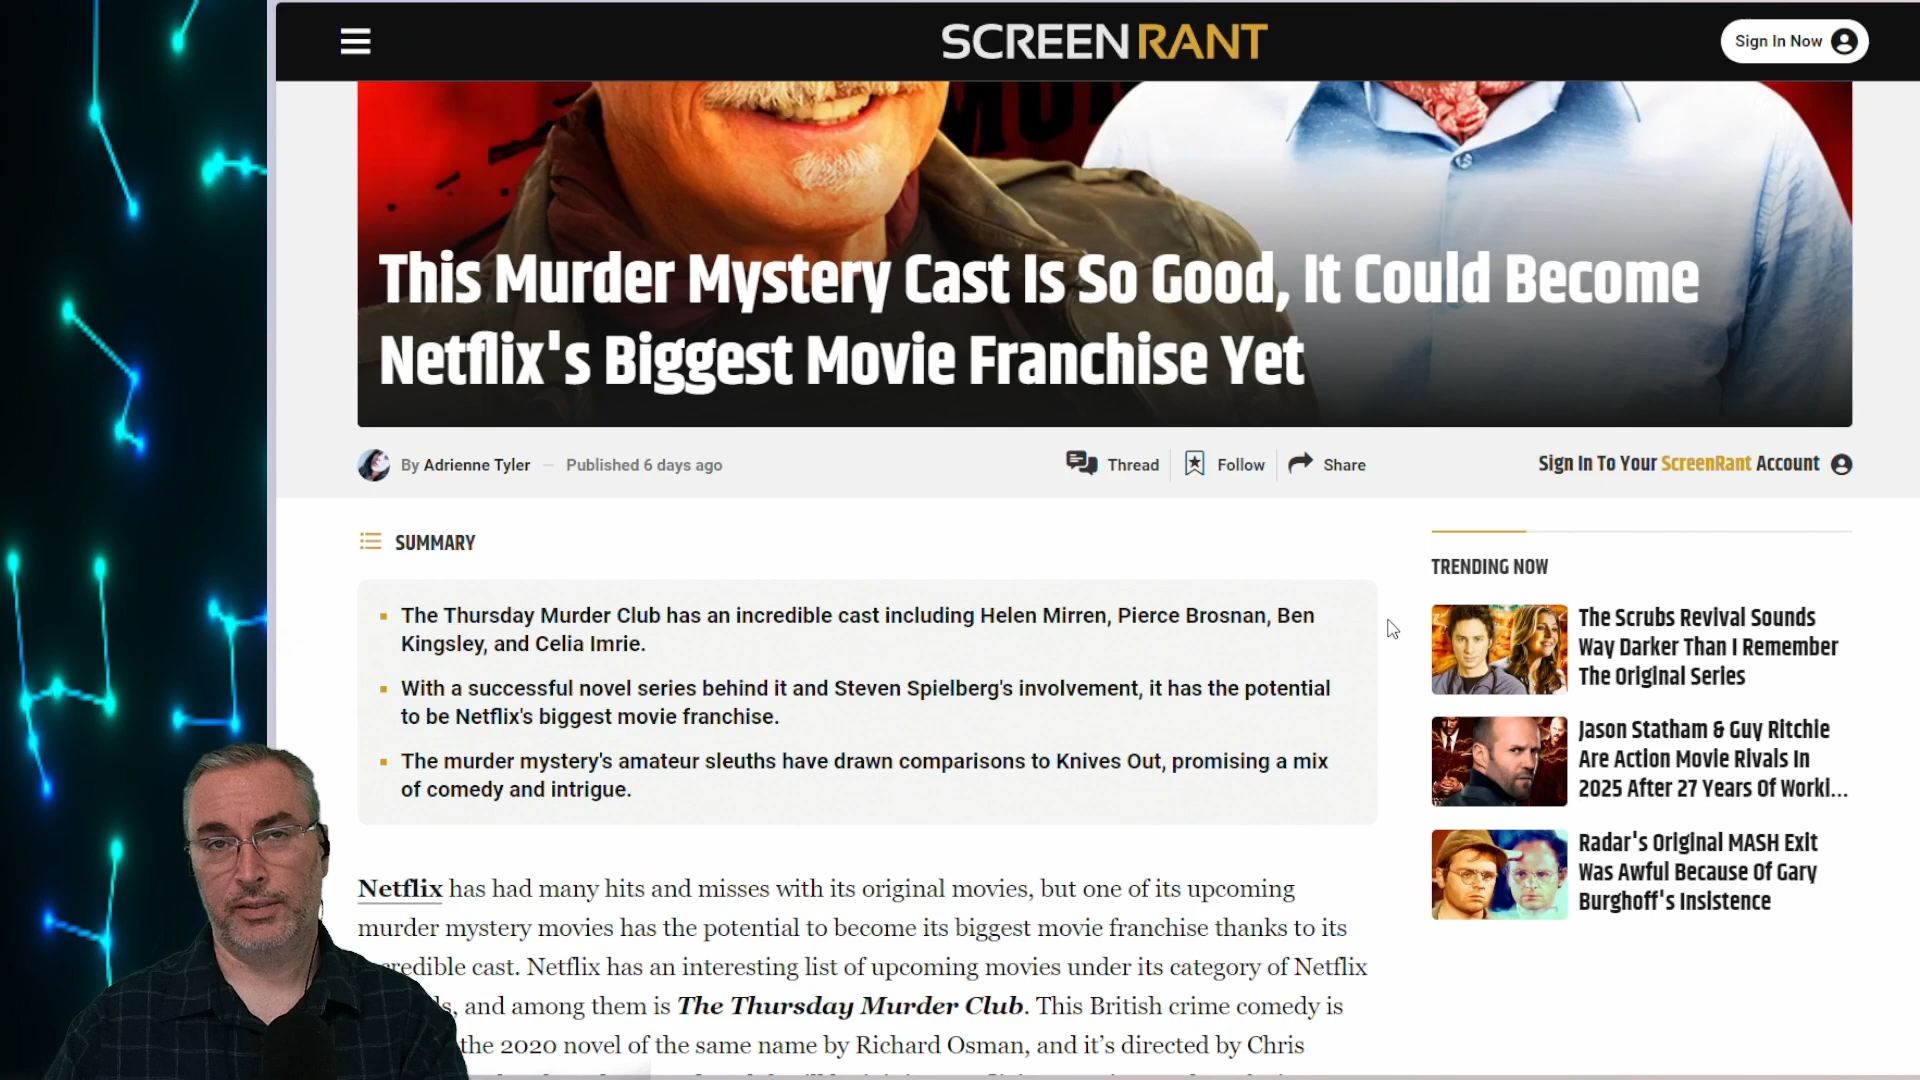 SCREENRANT
Sign In Now
This Murder Mystery Cast Is So Good, It Could Become
Netflix's Biggest Movie Franchise Yet
By Adrienne Tyler — Published 6 days ago
Thread
Follow
Share
Sign In To Your ScreenRant Account
SUMMARY
The Thursday Murder Club has an incredible cast including Helen Mirren, Pierce Brosnan, Ben
Kingsley, and Celia Imrie.
With a successful novel series behind it and Steven Spielberg's involvement, it has the potential
to be Netflix's biggest movie franchise.
The murder mystery's amateur sleuths have drawn comparisons to Knives Out, promising a mix
of comedy and intrigue.
Netflix has had many hits and misses with its original movies, but one of its upcoming
murder mystery movies has the potential to become its biggest movie franchise thanks to its
cast. Netflix has an interesting list of upcoming movies under its category of Netflix
and among them is The Thursday Murder Club. This British crime comedy is
the 2020 novel of the same name by Richard Osman, and it's directed by Chris
TRENDING NOW
The Scrubs Revival Sounds
Way Darker Than I Remember
The Original Series
Jason Statham & Guy Ritchie
Are Action Movie Rivals In
2025 After 27 Years Of Workl...
Radar's Original MASH Exit
Was Awful Because Of Gary
Burghoff's Insistence